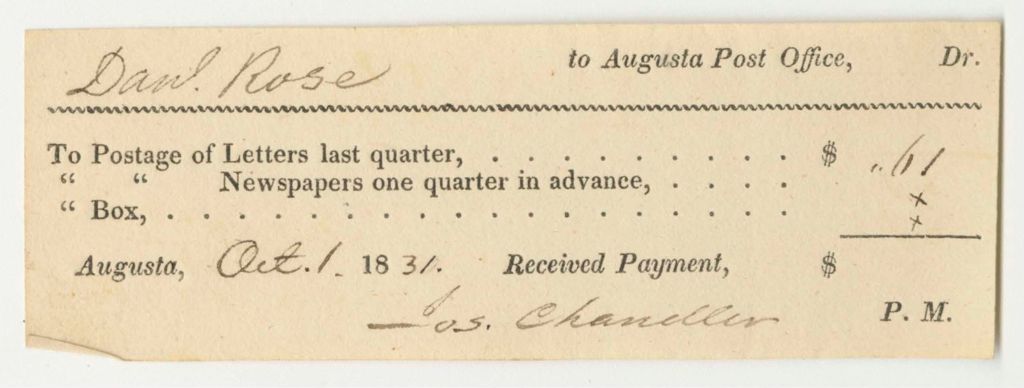 Danl. Rose to Augusta Post Office, Dr.
To Postage of Letters last quarter, . . . . . . . . . $ ,,61
“ “ Newspapers one quarter in advance, . . . . ×
“ Box, . . . . . . . . . . . . . . . . . . ×
Augusta, Oct. 1. 1831. Received Payment, $
Jos. Chandler P. M.